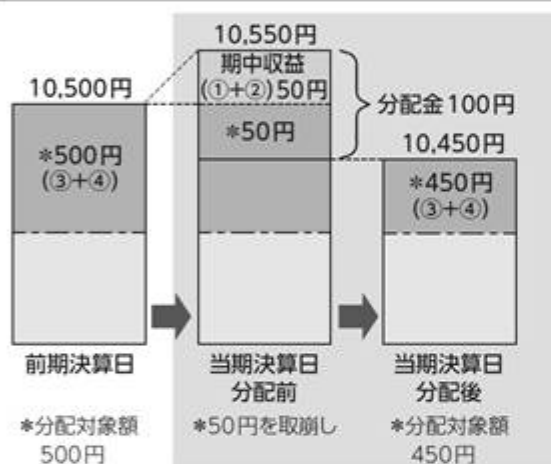 10,550円
期中収益
(①+②)50円
10,500円
分配金100円
*50円
10,450円
*500円
(③+④)
*450円
(③+④)
前期決算日
当期決算日
分配前
当期決算日
分配後
*分配対象額
500円
*50円を取崩し
*分配対象額
450円